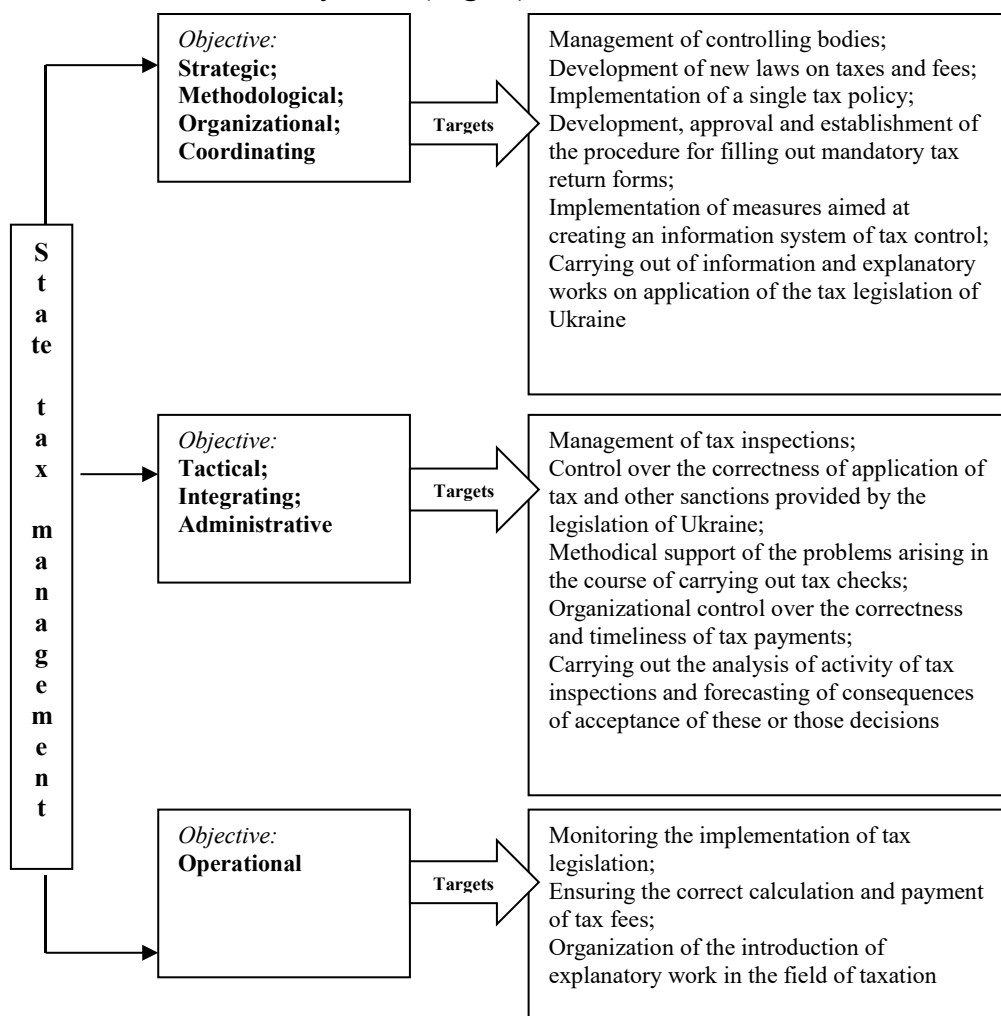 State tax management
Objective:
Strategic;
Methodological;
Organizational;
Coordinating
Targets
Management of controlling bodies;
Development of new laws on taxes and fees;
Implementation of a single tax policy;
Development, approval and establishment of
the procedure for filling out mandatory tax
return forms;
Implementation of measures aimed at
creating an information system of tax control;
Carrying out of information and explanatory
works on application of the tax legislation of
Ukraine
Objective:
Tactical;
Integrating;
Administrative
Targets
Management of tax inspections;
Control over the correctness of application of
tax and other sanctions provided by the
legislation of Ukraine;
Methodical support of the problems arising in
the course of carrying out tax checks;
Organizational control over the correctness
and timeliness of tax payments;
Carrying out the analysis of activity of tax
inspections and forecasting of consequences
of acceptance of these or those decisions
Objective:
Operational
Targets
Monitoring the implementation of tax
legislation;
Ensuring the correct calculation and payment
of tax fees;
Organization of the introduction of
explanatory work in the field of taxation